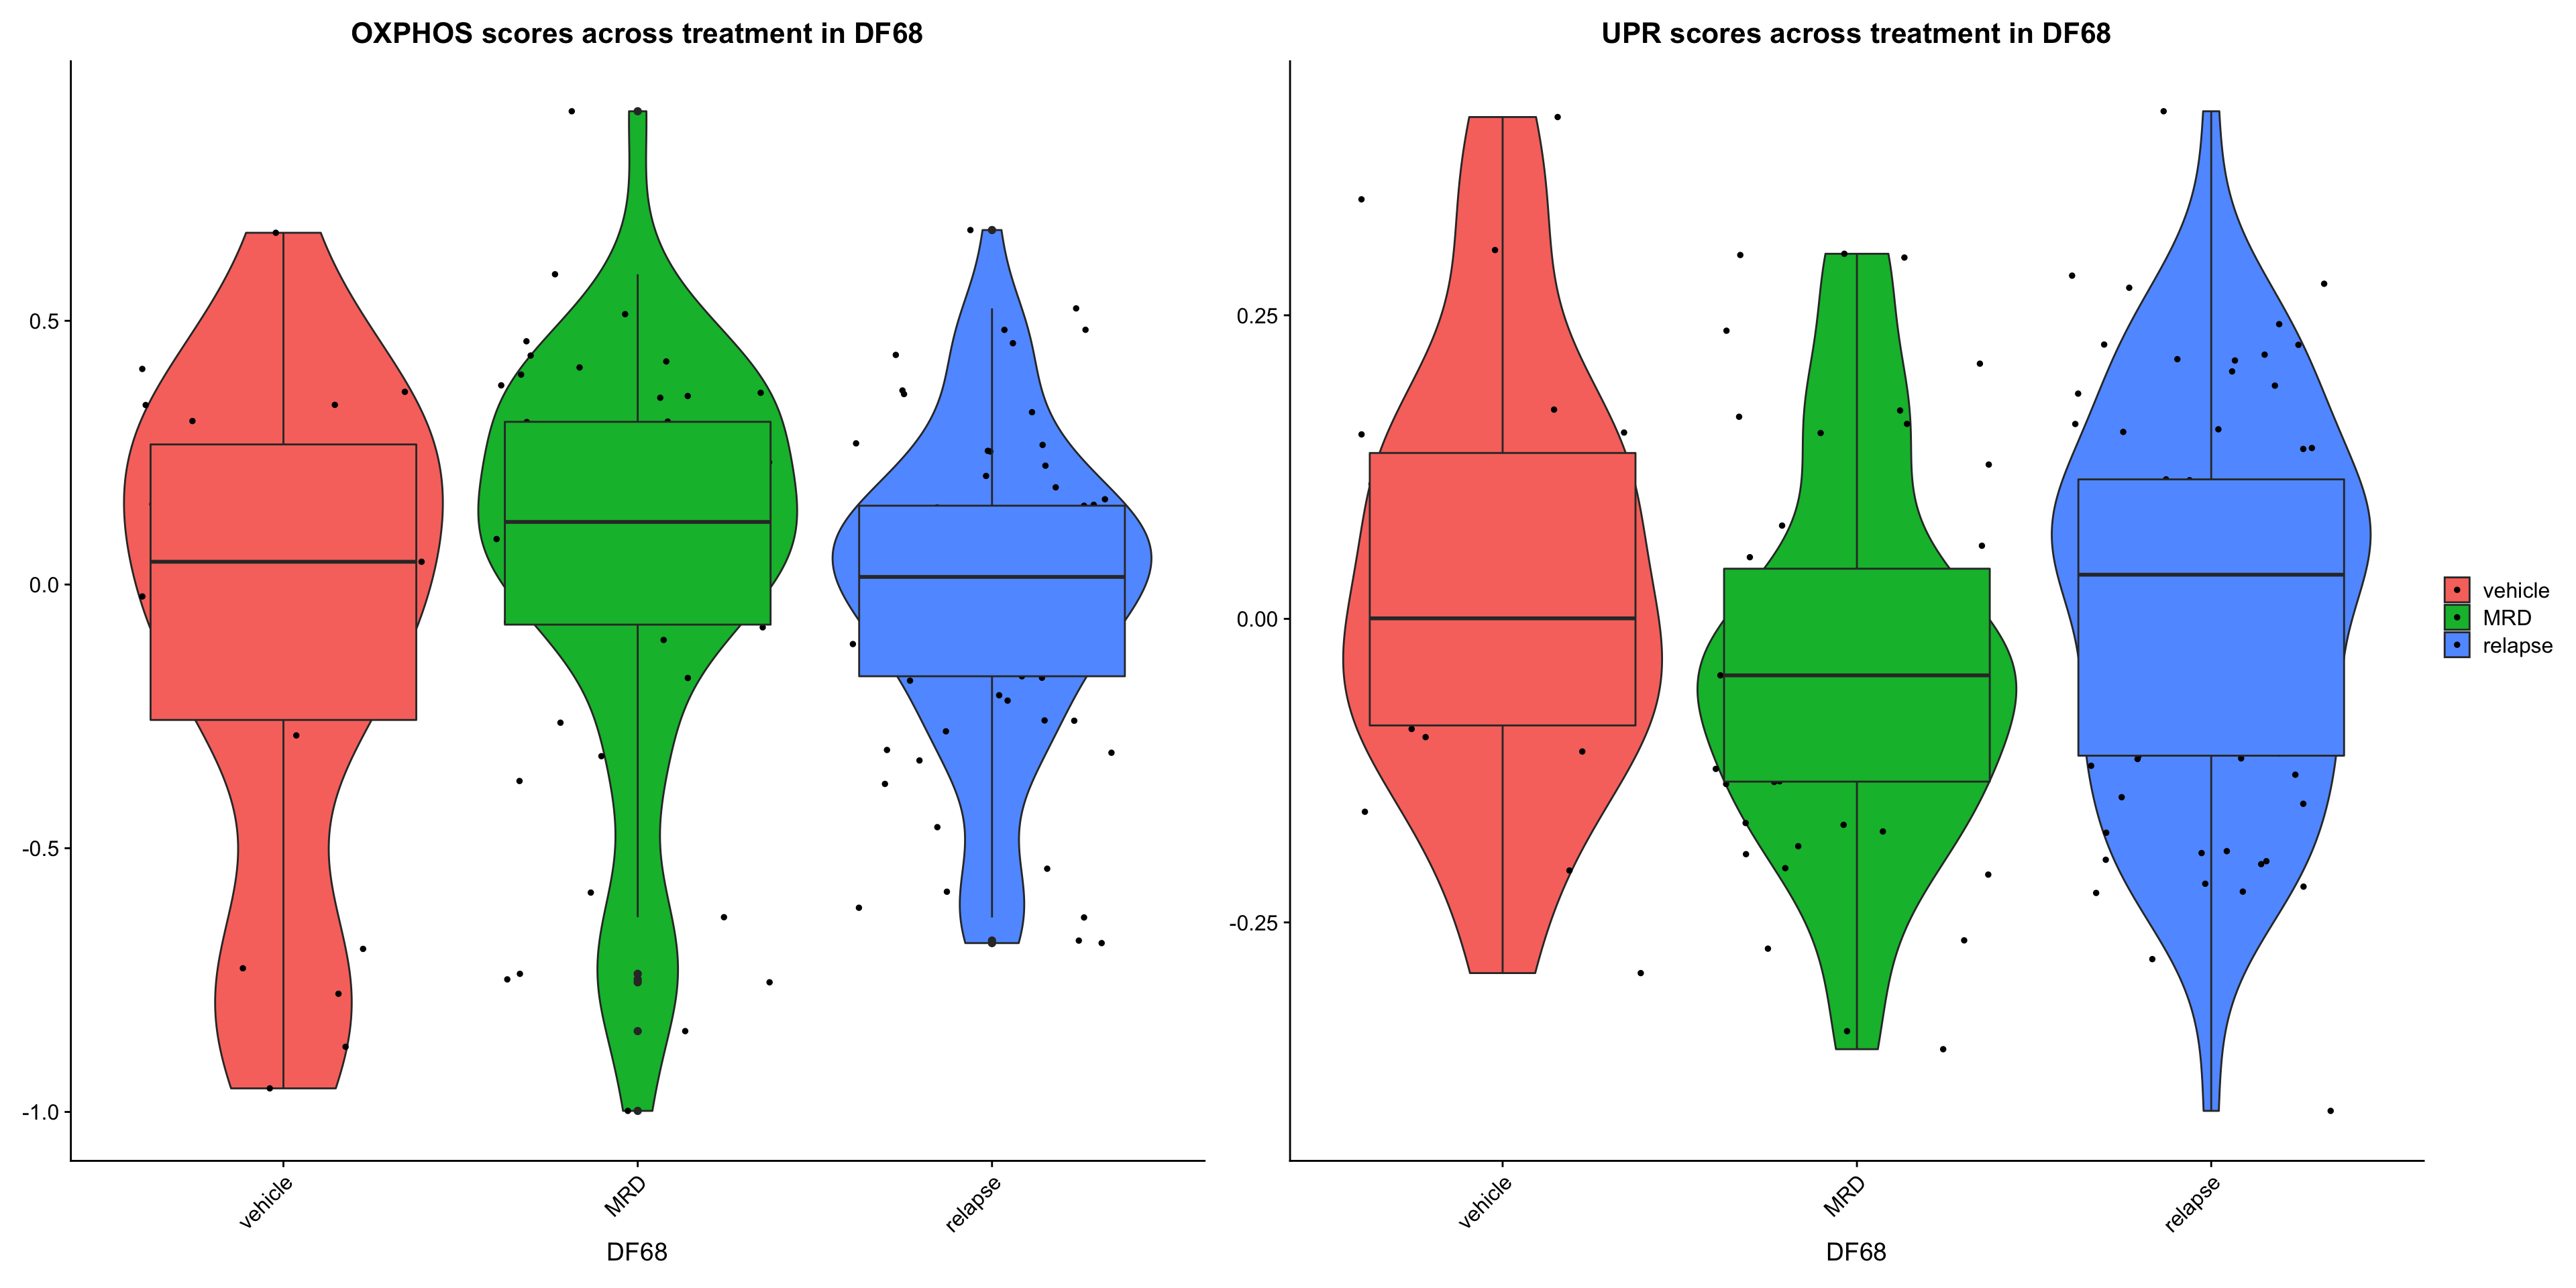 OXPHOS scores across treatment in DF68
0.5
0.0
-0.5
-1.0
vehicle
MRD
relapse
DF68
UPR scores across treatment in DF68
0.25
0.00
-0.25
vehicle
MRD
relapse
DF68
vehicle
MRD
relapse